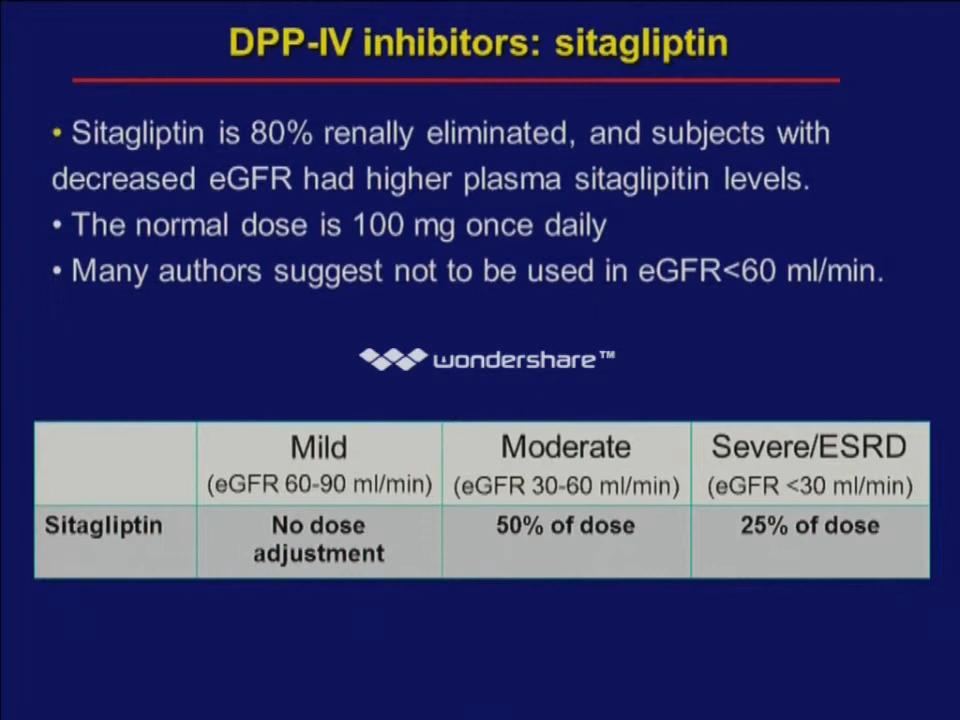 DPP-IV inhibitors: sitagliptin
• Sitagliptin is 80% renally eliminated, and subjects with
decreased eGFR had higher plasma sitaglipitin levels.
• The normal dose is 100 mg once daily
• Many authors suggest not to be used in eGFR<60 ml/min.
wondershare™
Mild
(eGFR 60-90 ml/min)
Moderate
(eGFR 30-60 ml/min)
Severe/ESRD
(eGFR <30 ml/min)
Sitagliptin
No dose
adjustment
50% of dose
25% of dose